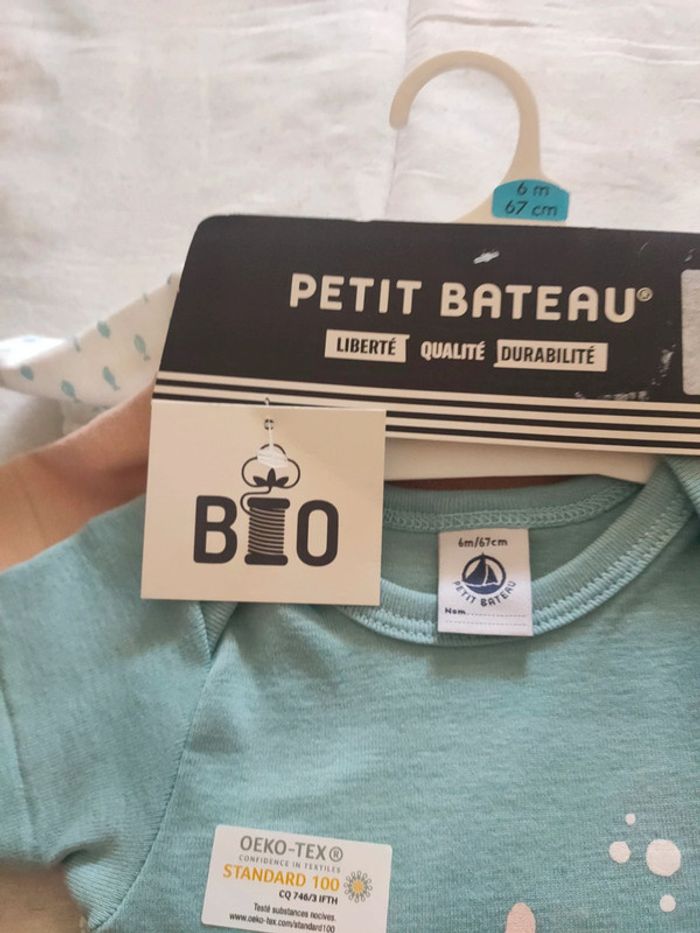 6 m
67 cm
PETIT BATEAU®
LIBERTÉ QUALITÉ DURABILITÉ
BIO
6m/67cm
PETIT BATEAU
Nom
OEKO-TEX®
CONFIDENCE IN TEXTILES
STANDARD 100
CQ 746/3 IFTH
Testé substances nocives.
www.oeko-tex.com/standard100